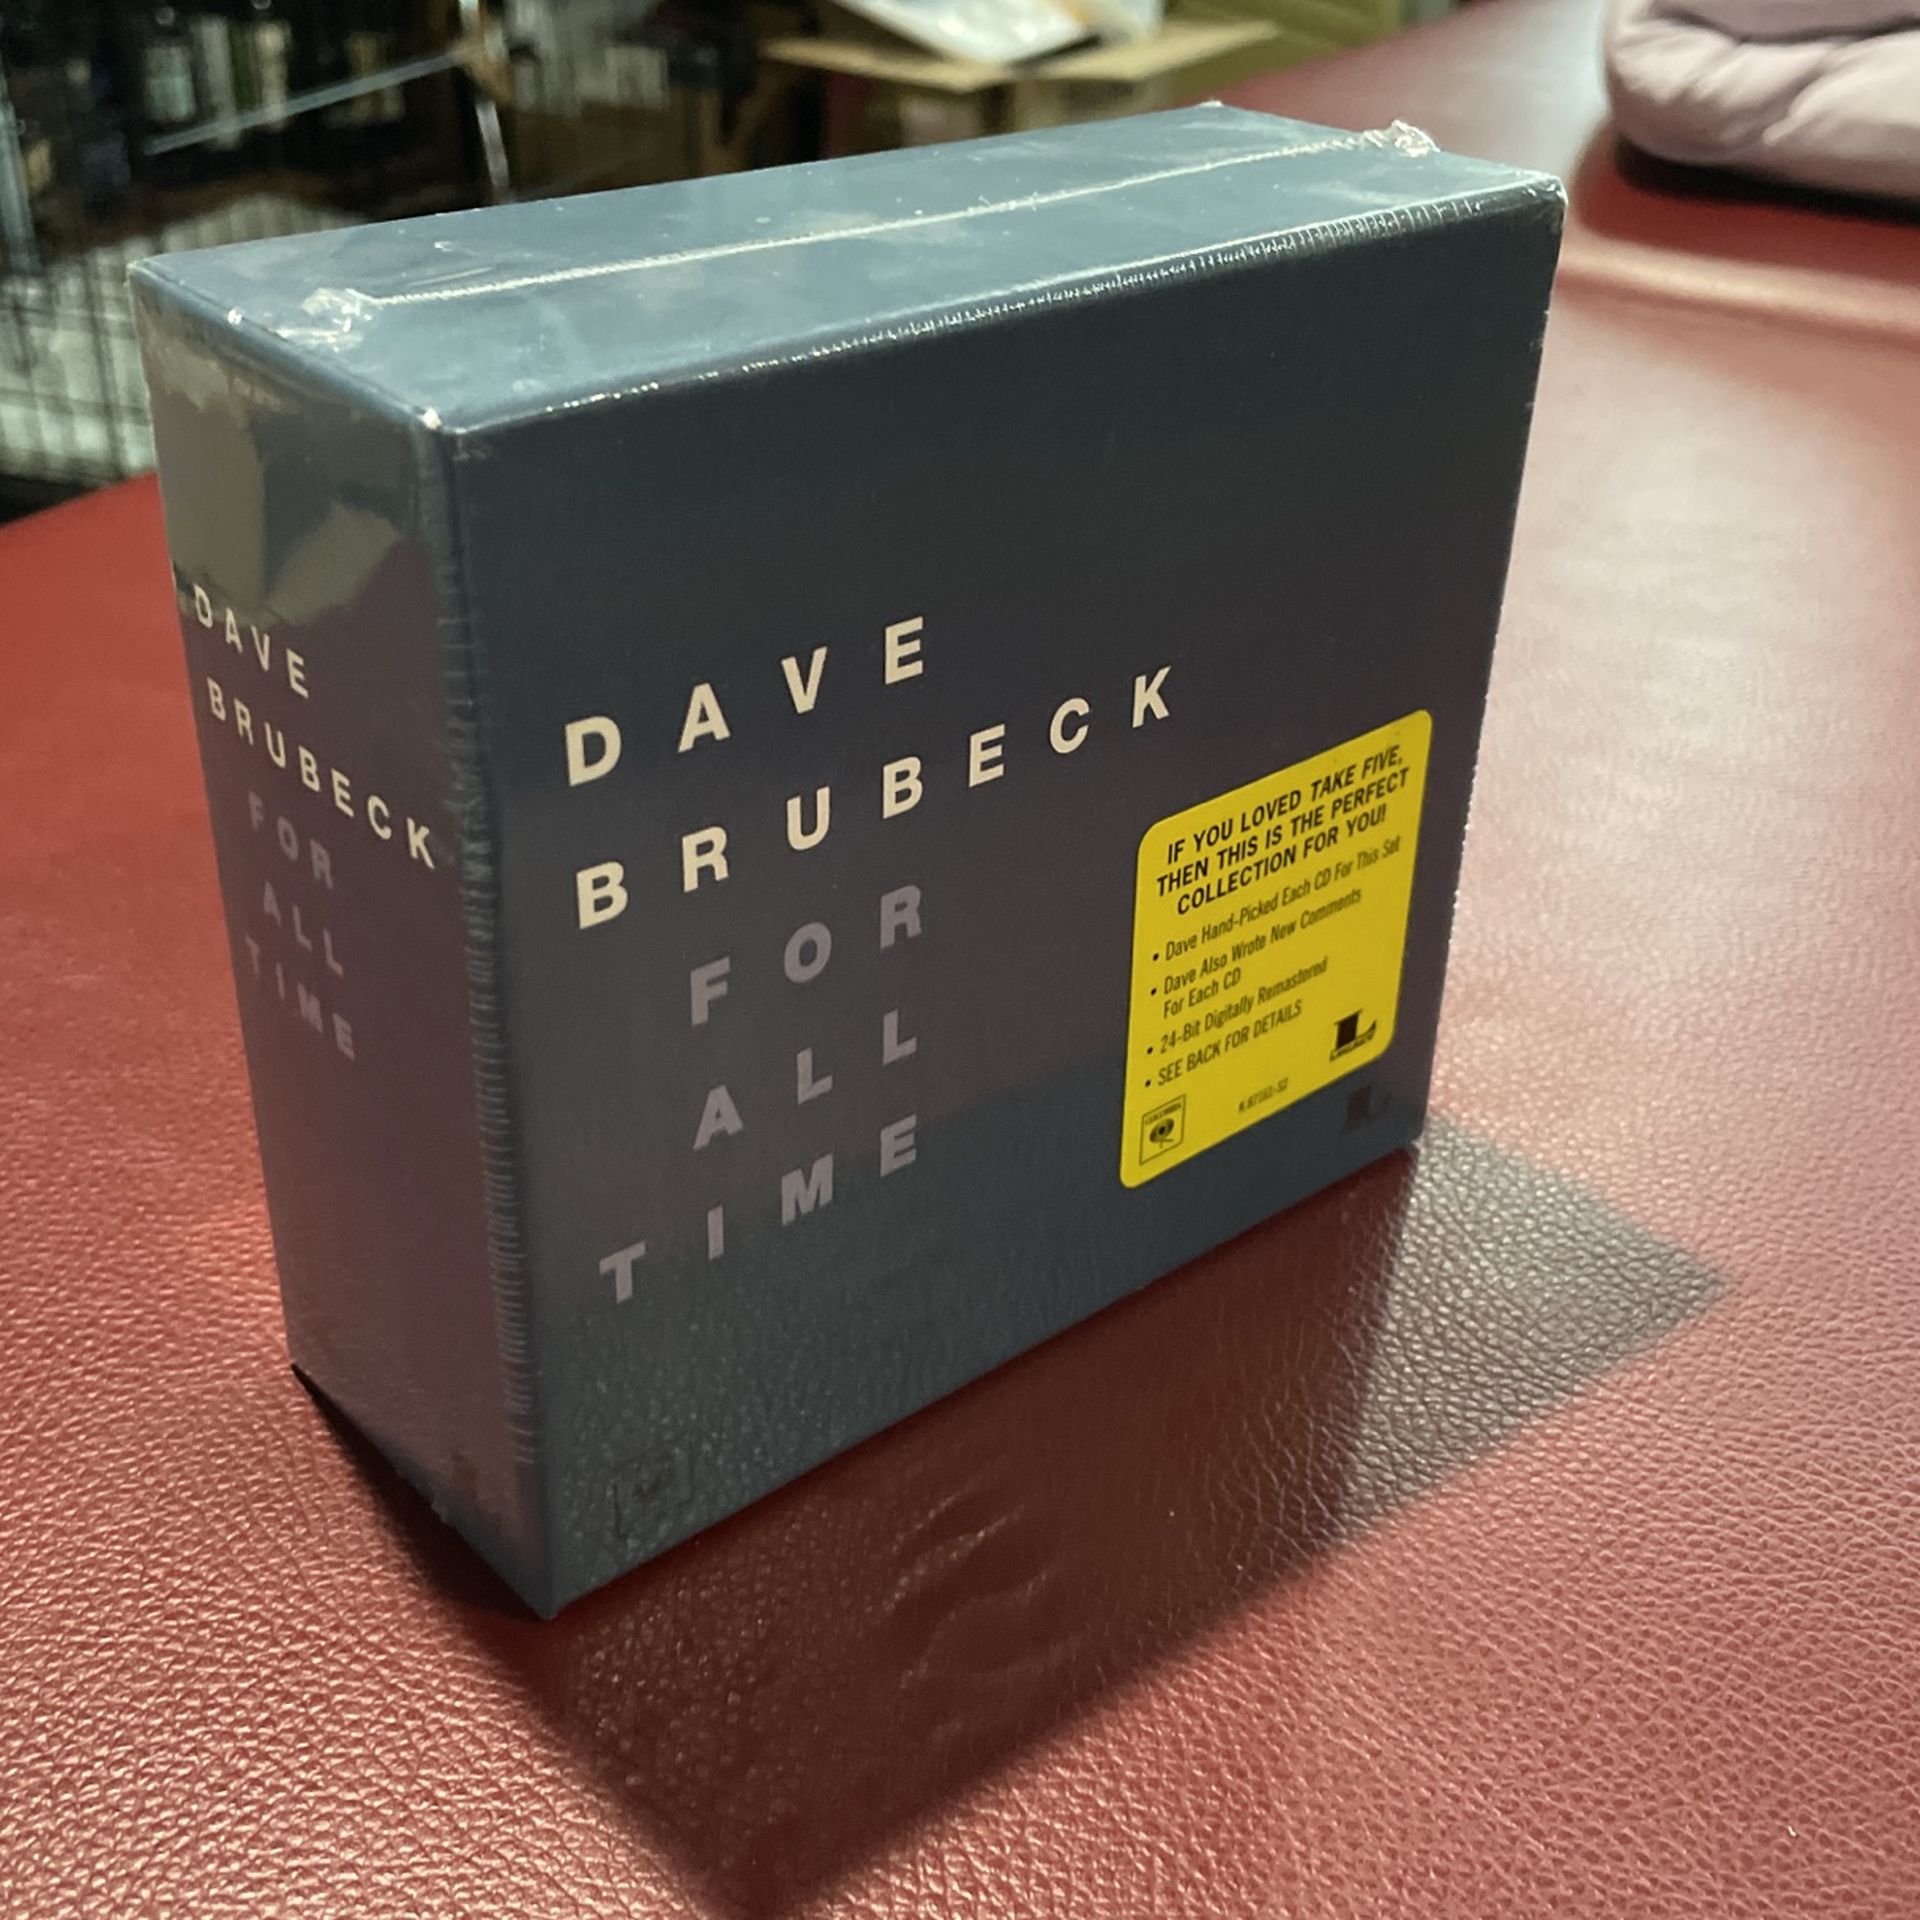 DAVE
BRUBECK
FOR
ALL
TIME
DAVE
BRUBECK
FOR
ALL
TIME
IF YOU LOVED TAKE FIVE,
THEN THIS IS THE PERFECT
COLLECTION FOR YOU!
• Dave Hand-Picked Each CD For This Set
• Dave Also Wrote New Comments
For Each CD
• 24-Bit Digitally Remastered
• SEE BACK FOR DETAILS
COLUMBIA
L
LEGACY